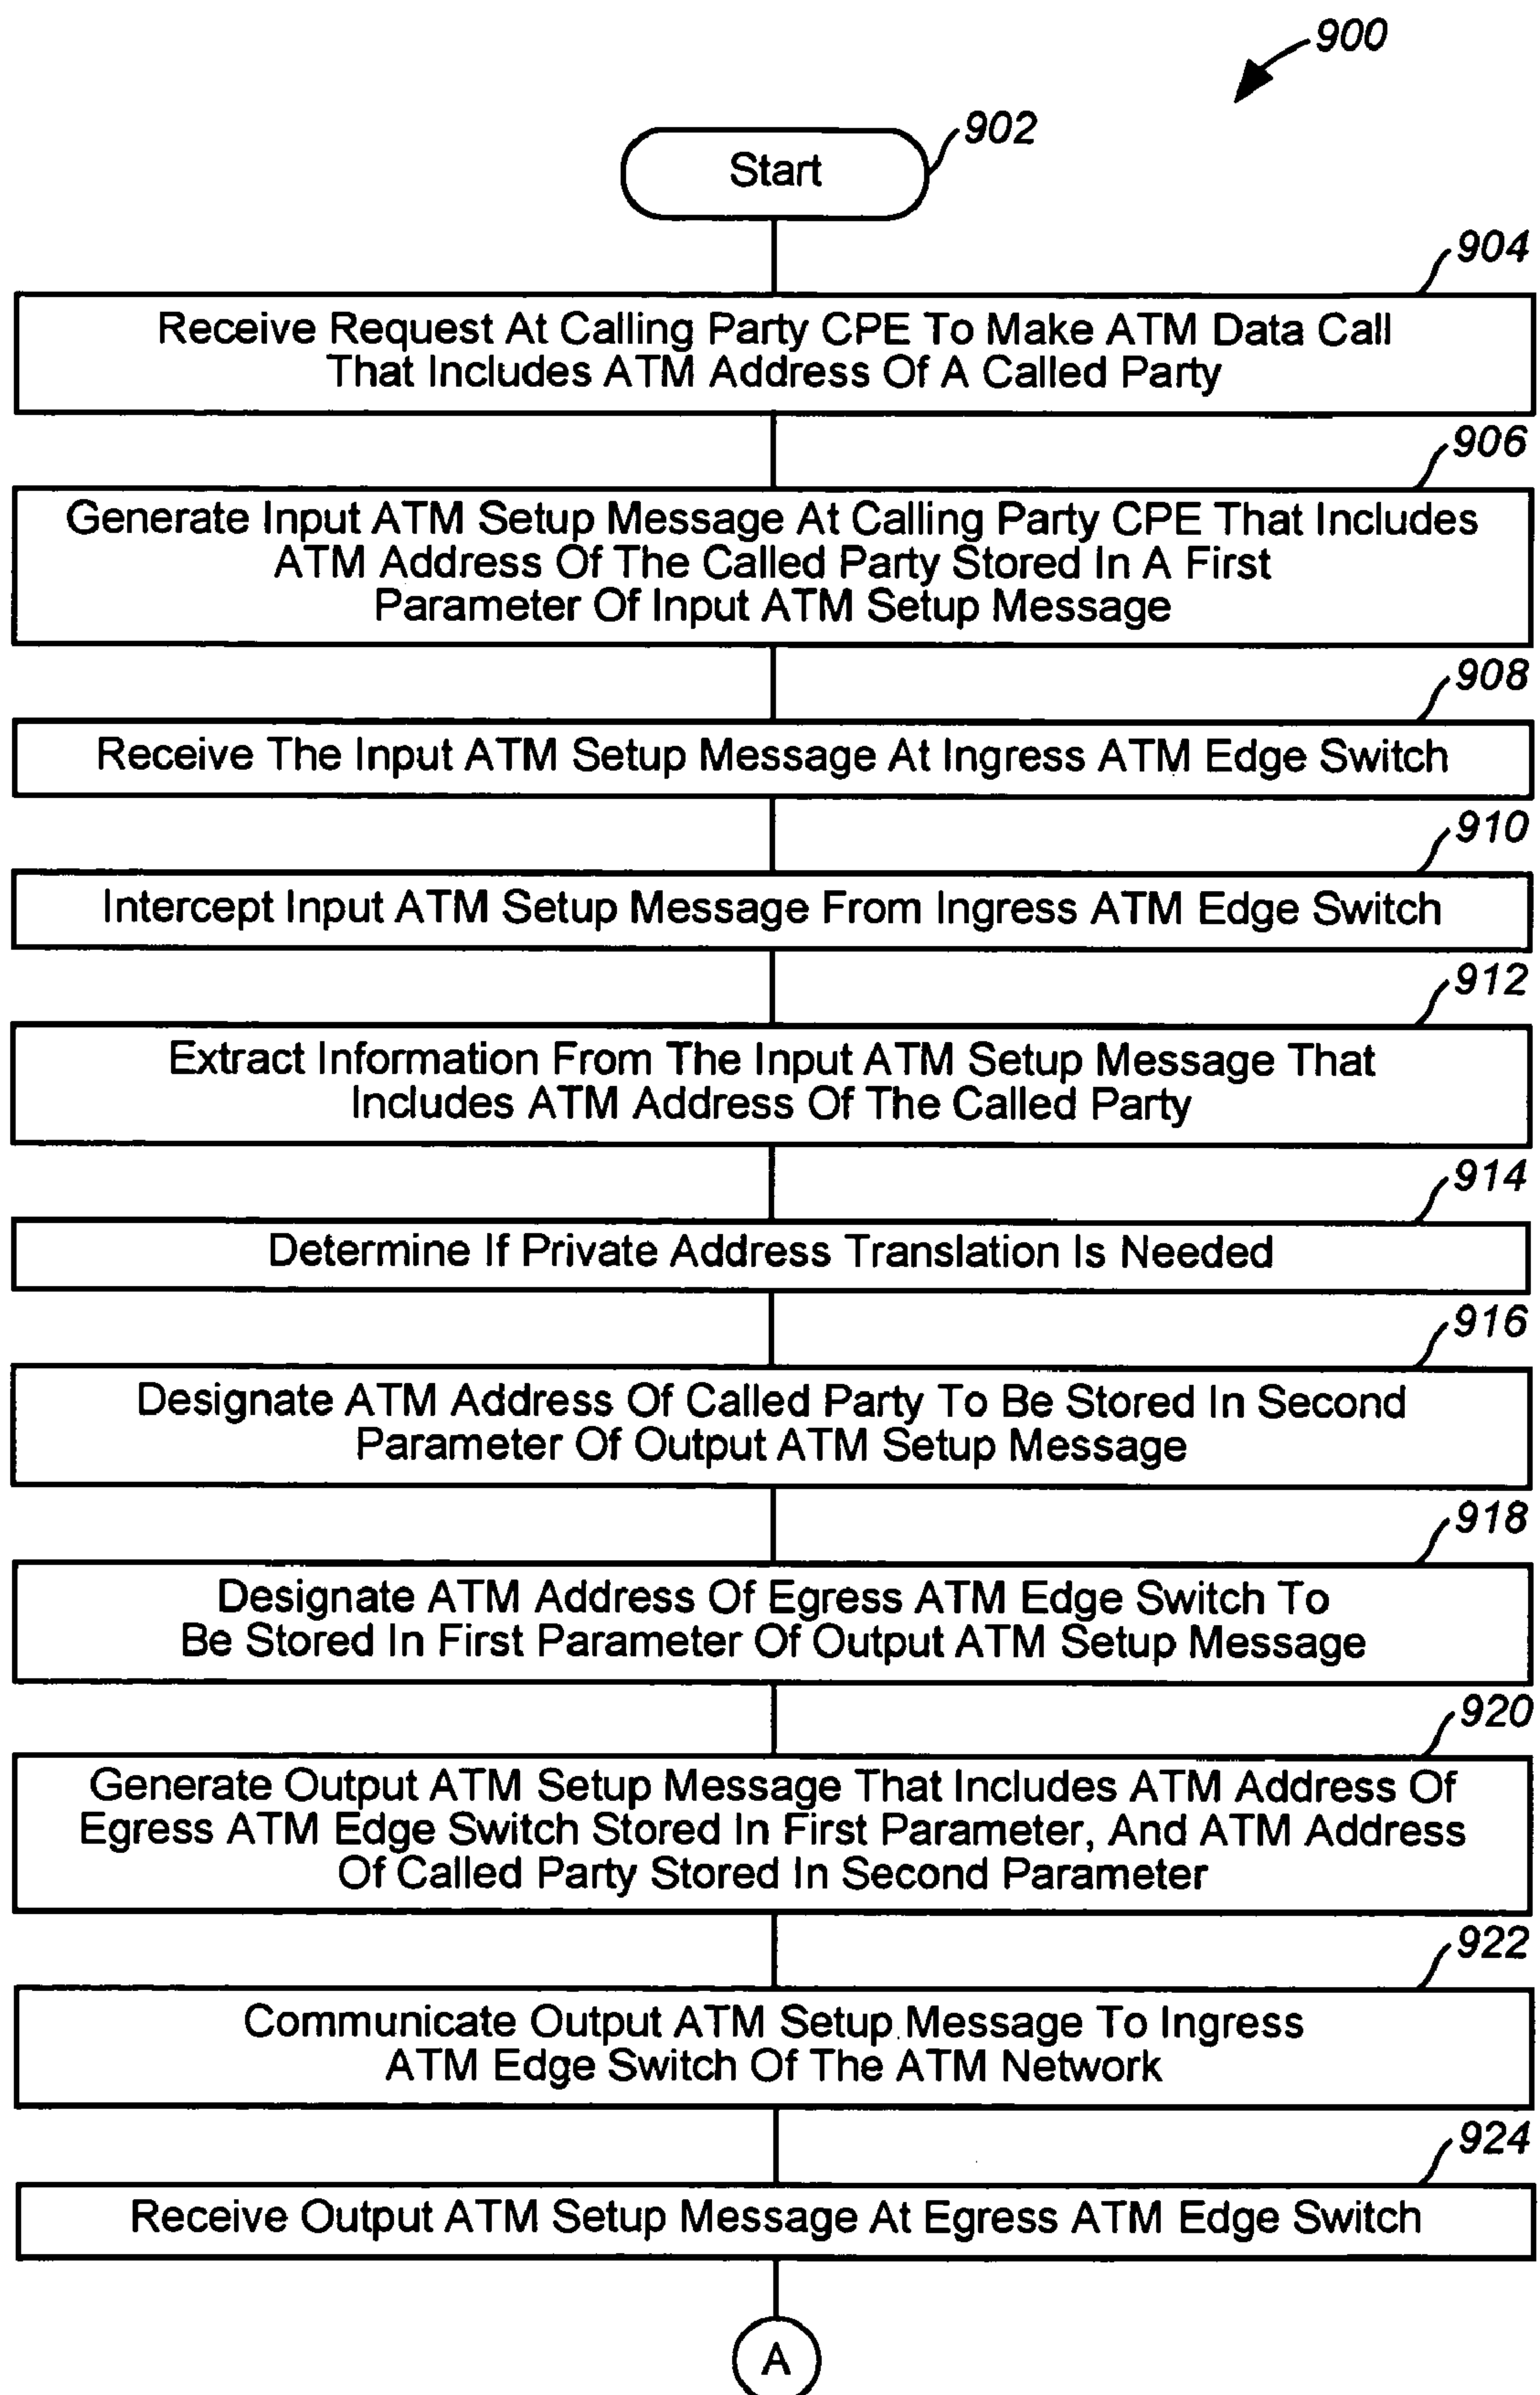 900
902
Start
904
Receive Request At Calling Party CPE To Make ATM Data Call
That Includes ATM Address Of A Called Party
906
Generate Input ATM Setup Message At Calling Party CPE That Includes
ATM Address Of The Called Party Stored In A First
Parameter Of Input ATM Setup Message
908
Receive The Input ATM Setup Message At Ingress ATM Edge Switch
910
Intercept Input ATM Setup Message From Ingress ATM Edge Switch
912
Extract Information From The Input ATM Setup Message That
Includes ATM Address Of The Called Party
914
Determine If Private Address Translation Is Needed
916
Designate ATM Address Of Called Party To Be Stored In Second
Parameter Of Output ATM Setup Message
918
Designate ATM Address Of Egress ATM Edge Switch To
Be Stored In First Parameter Of Output ATM Setup Message
920
Generate Output ATM Setup Message That Includes ATM Address Of
Egress ATM Edge Switch Stored In First Parameter, And ATM Address
Of Called Party Stored In Second Parameter
922
Communicate Output ATM Setup Message To Ingress
ATM Edge Switch Of The ATM Network
924
Receive Output ATM Setup Message At Egress ATM Edge Switch
A